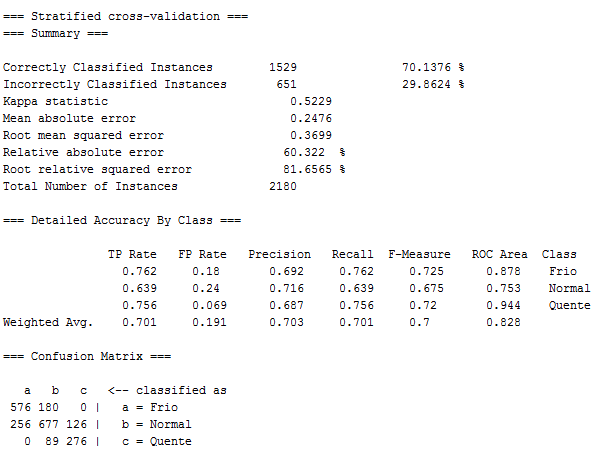 === Stratified cross-validation ===
=== Summary ===
Correctly Classified Instances 1529 70.1376 %
Incorrectly Classified Instances 651 29.8624 %
Kappa statistic 0.5229
Mean absolute error 0.2476
Root mean squared error 0.3699
Relative absolute error 60.322 %
Root relative squared error 81.6565 %
Total Number of Instances 2180
=== Detailed Accuracy By Class ===
TP Rate FP Rate Precision Recall F-Measure ROC Area Class
0.762 0.18 0.692 0.762 0.725 0.878 Frio
0.639 0.24 0.716 0.639 0.675 0.753 Normal
0.756 0.069 0.687 0.756 0.72 0.944 Quente
Weighted Avg. 0.701 0.191 0.703 0.701 0.7 0.828
=== Confusion Matrix ===
a b c <-- classified as
576 180 0 | a = Frio
256 677 126 | b = Normal
0 89 276 | c = Quente